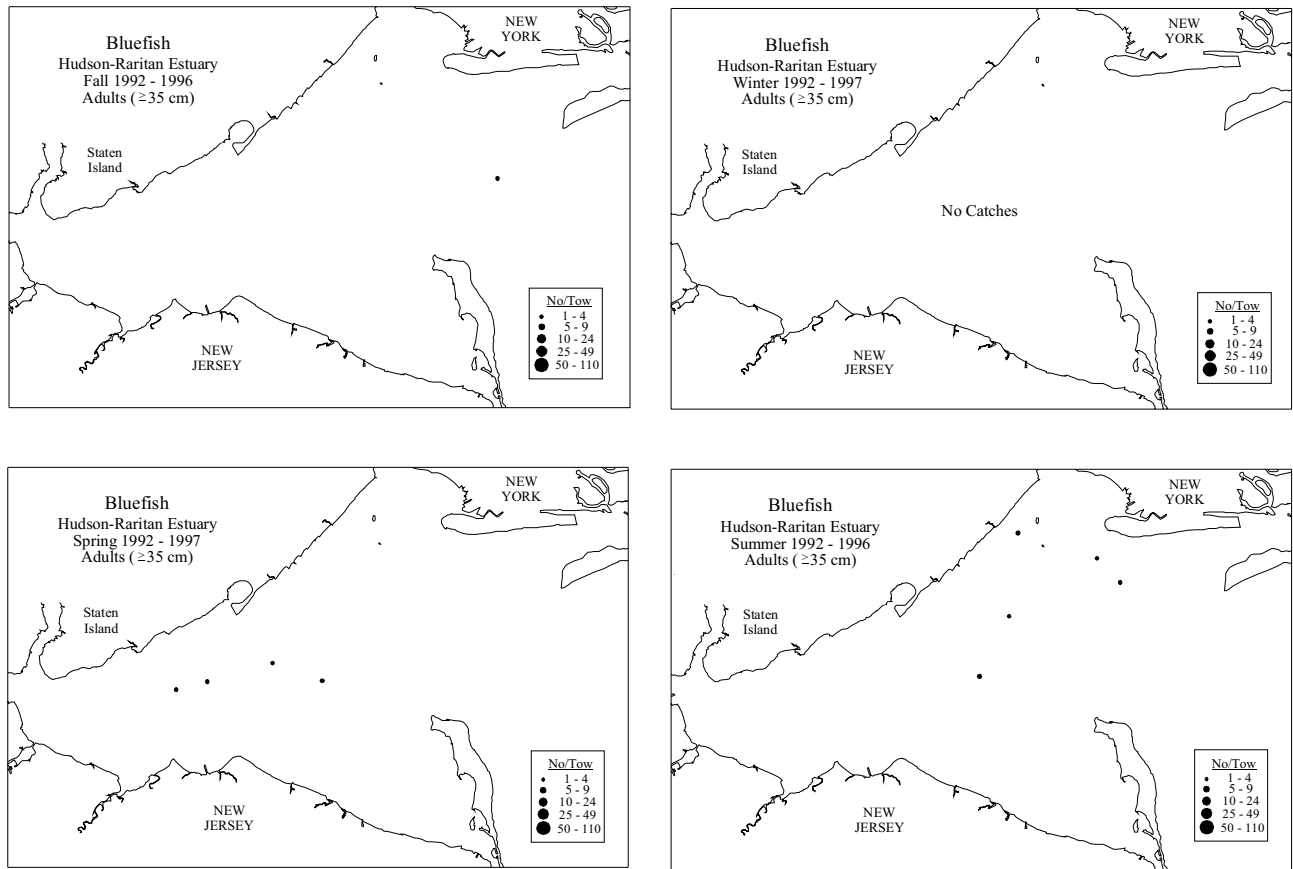 Bluefish
Hudson-Raritan Estuary
Fall 1992 - 1996
Adults (≧35 cm)
NEW
YORK
Staten
Island
NEW
JERSEY
No/Tow
1 - 4
5 - 9
10 - 24
25 - 49
50 - 110
Bluefish
Hudson-Raritan Estuary
Winter 1992 - 1997
Adults (≧35 cm)
NEW
YORK
Staten
Island
No Catches
NEW
JERSEY
No/Tow
1 - 4
5 - 9
10 - 24
25 - 49
50 - 110
Bluefish
Hudson-Raritan Estuary
Spring 1992 - 1997
Adults (≧35 cm)
NEW
YORK
Staten
Island
NEW
JERSEY
No/Tow
1 - 4
5 - 9
10 - 24
25 - 49
50 - 110
Bluefish
Hudson-Raritan Estuary
Summer 1992 - 1996
Adults (≧35 cm)
NEW
YORK
Staten
Island
NEW
JERSEY
No/Tow
1 - 4
5 - 9
10 - 24
25 - 49
50 - 110